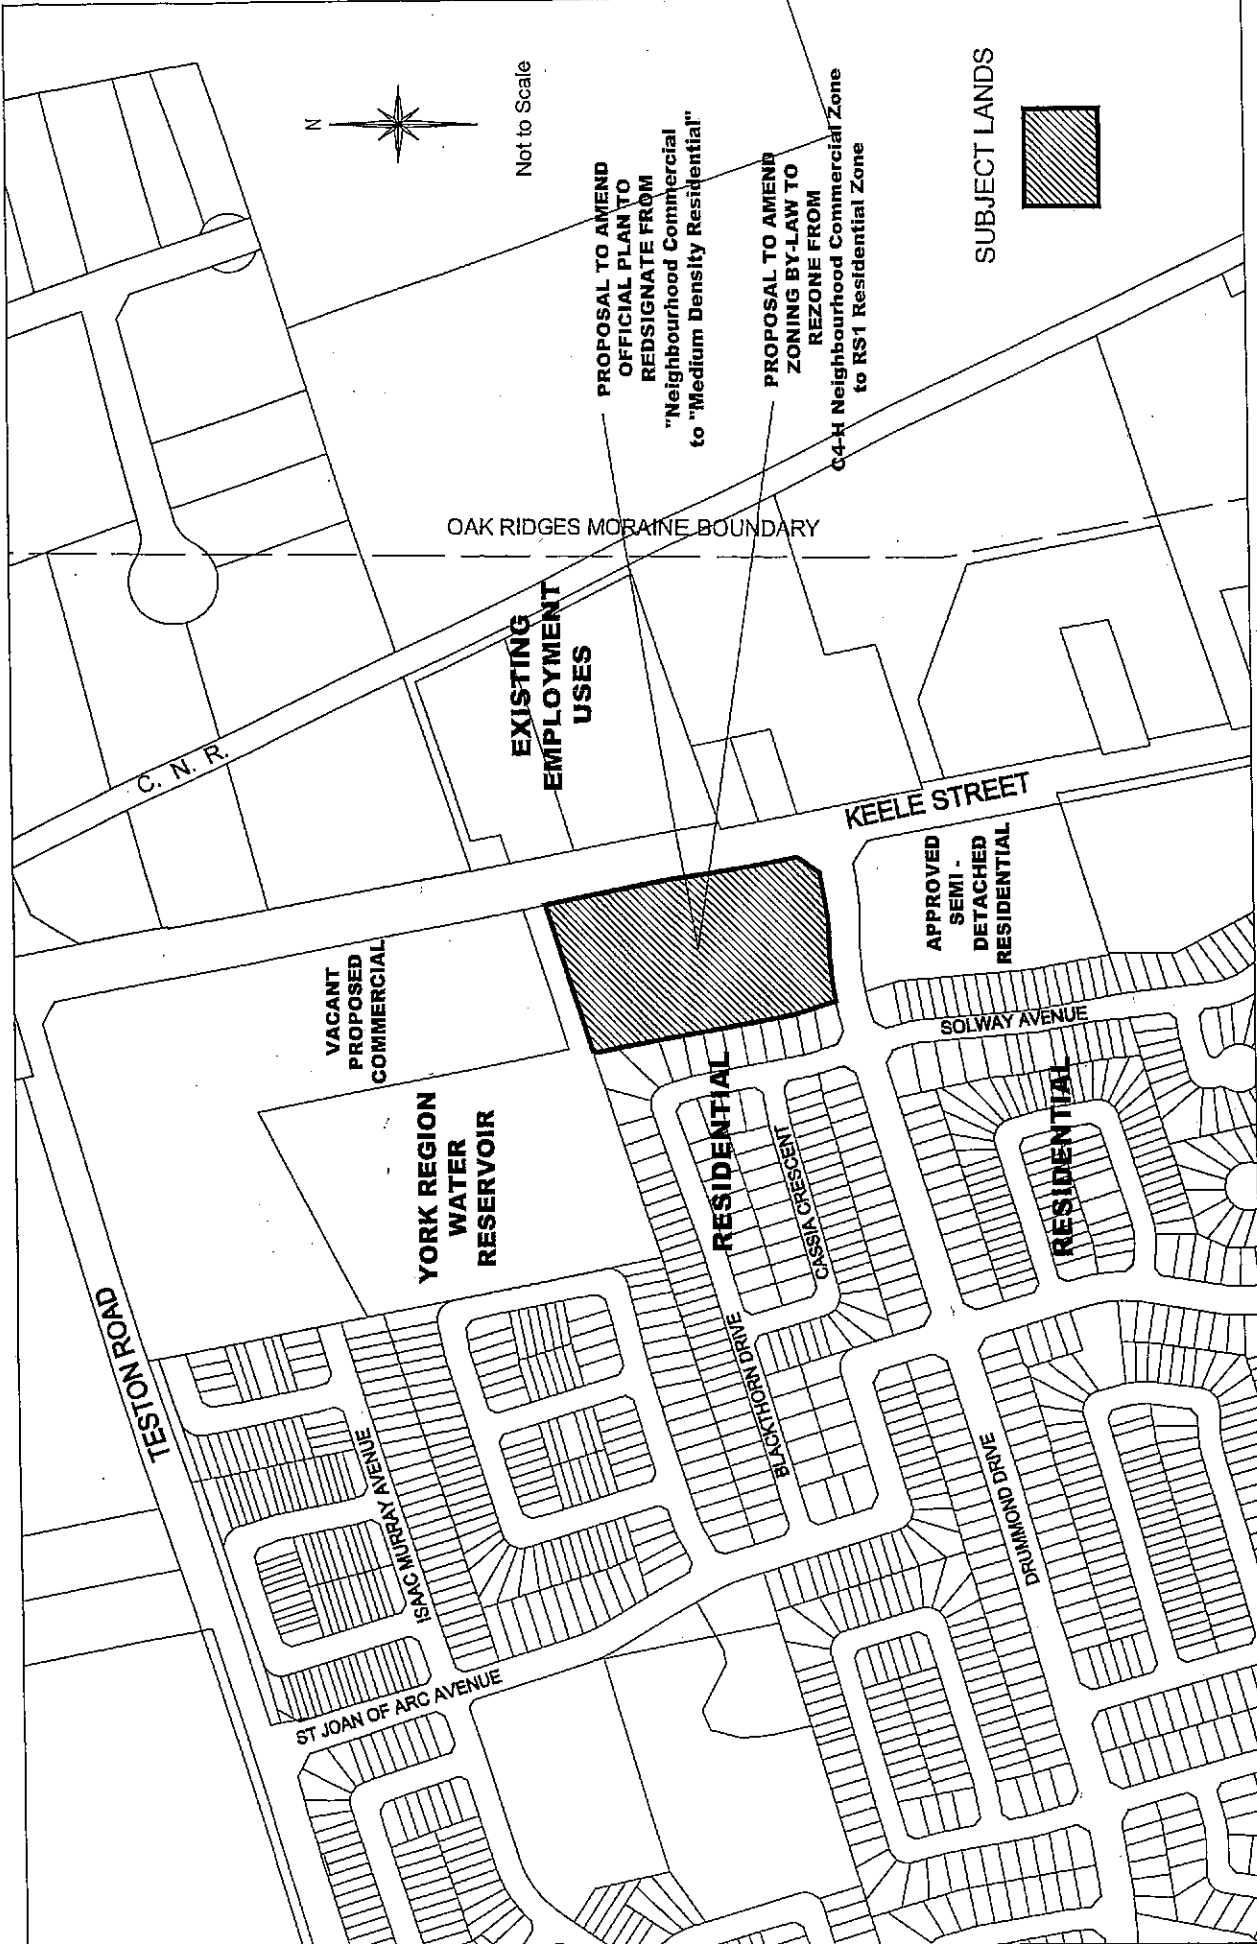 N
Not to Scale
PROPOSAL TO AMEND
OFFICIAL PLAN TO
REDSIGNATE FROM
"Neighbourhood Commercial
to "Medium Density Residential"
PROPOSAL TO AMEND
ZONING BY-LAW TO
REZONE FROM
C4-H Neighbourhood Commercial Zone
to RS1 Residential Zone
SUBJECT LANDS
OAK RIDGES MORAINE BOUNDARY
C. N. R.
EXISTING
EMPLOYMENT
USES
KEELE STREET
VACANT
PROPOSED
COMMERCIAL
APPROVED
SEMI -
DETACHED
RESIDENTIAL
SOLWAY AVENUE
YORK REGION
WATER
RESERVOIR
RESIDENTIAL
CASSIA CRESCENT
RESIDENTIAL
TESTON ROAD
ISAAC MURRAY AVENUE
BLACKTHORN DRIVE
DRUMMOND DRIVE
ST JOAN OF ARC AVENUE